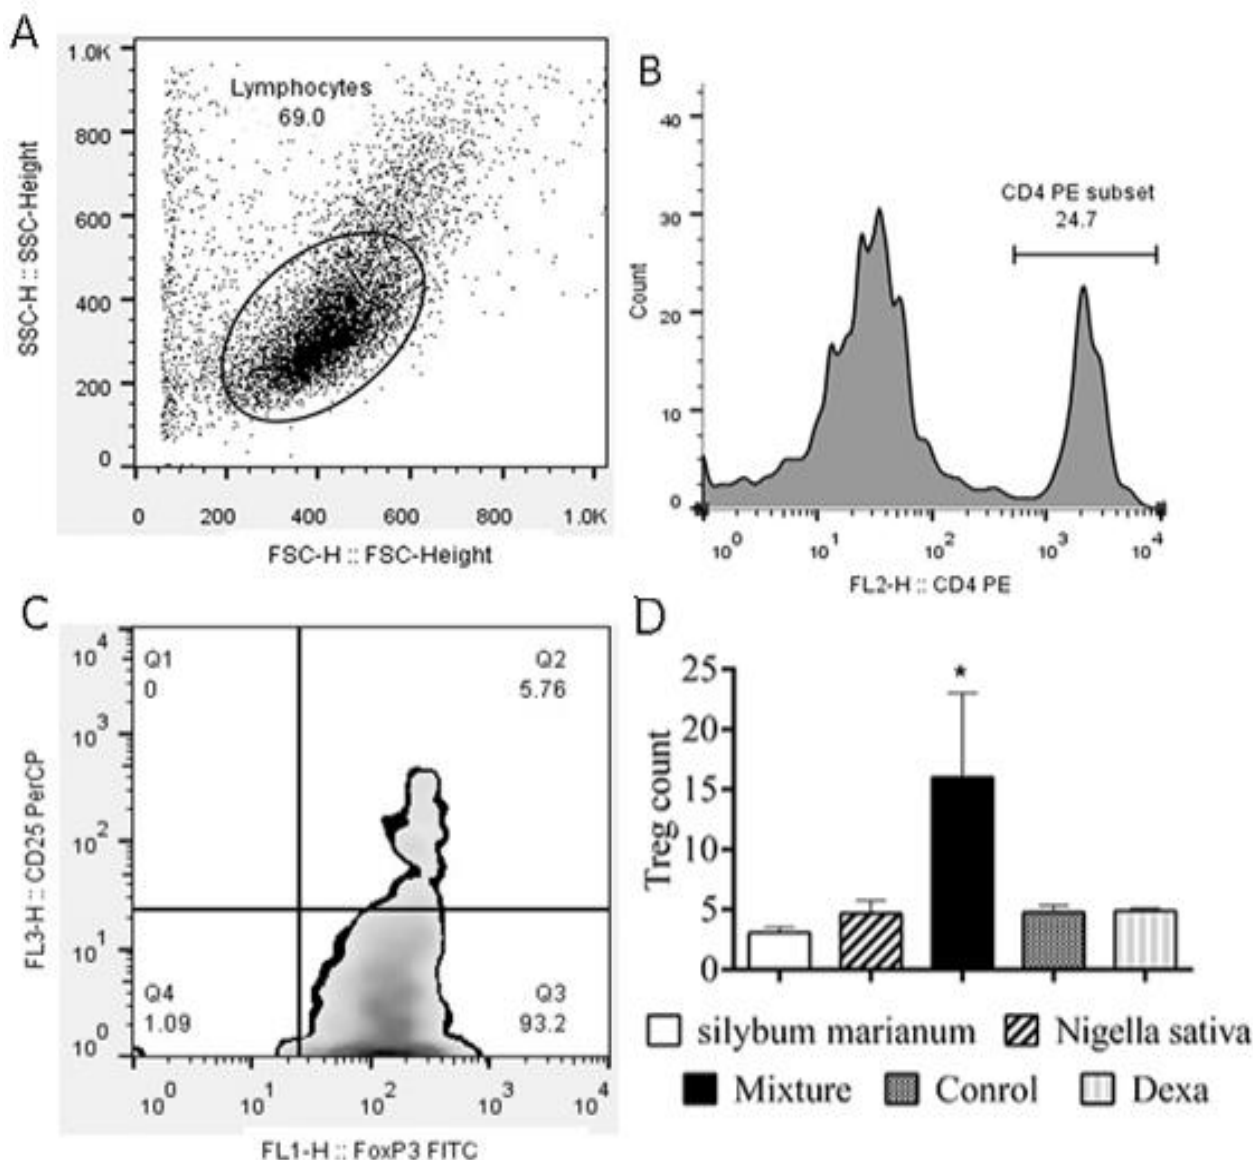 A
1.0K
800
600
400
200
0
SSC-H :: SSC-Height
Lymphocytes
69.0
0 200 400 600 800 1.0K
FSC-H :: FSC-Height
B
40
30
20
10
0
Count
CD4 PE subset
24.7
10^0 10^1 10^2 10^3 10^4
FL2-H :: CD4 PE
C
10^4
10^3
10^2
10^1
10^0
FL3-H :: CD25 PerCP
Q1
0
Q2
5.76
Q4
1.09
Q3
93.2
10^0 10^1 10^2 10^3 10^4
FL1-H :: FoxP3 FITC
D
25
20
15
10
5
0
Treg count
*
silybum marianum Nigella sativa
Mixture Conrol Dexa